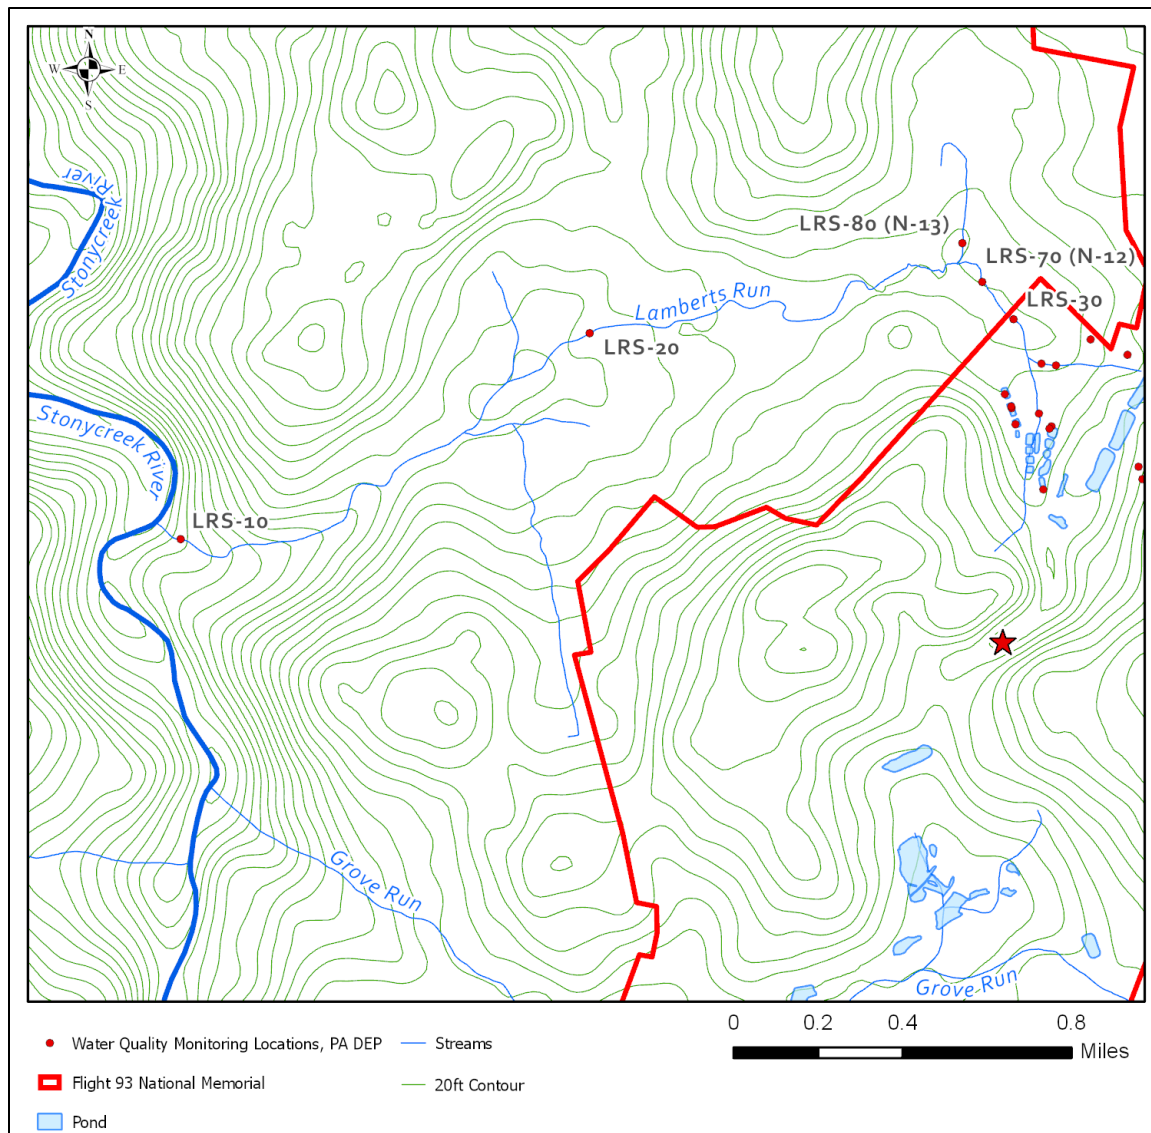 N
W E
S
Stonycreek
River
LRS-80 (N-13)
LRS-70 (N-12)
LRS-30
Lamberts Run
LRS-20
Stonycreek River
LRS-10
Grove Run
Grove Run
0 0.2 0.4 0.8
Miles
Water Quality Monitoring Locations, PA DEP
Streams
Flight 93 National Memorial
20ft Contour
Pond